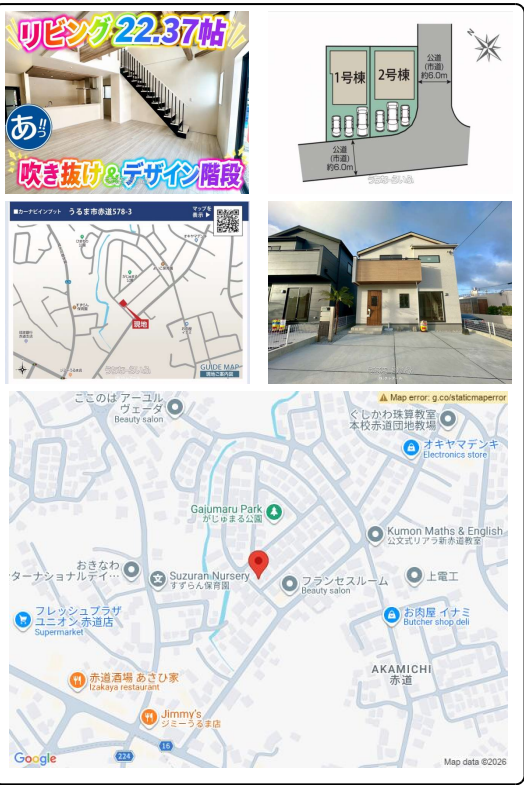 リビング 22.37帖
あ!!っ
吹き抜け&デザイン階段
N
公道
(市道)
約6.0m
1号棟
2号棟
公道
(市道)
約6.0m
■カーナビインプット うるま市赤道578-3
マップを
表示 ▶
現地
GUIDE MAP
現地ご案内図
⚠ Map error: g.co/staticmaperror
ここのは アーユル
ヴェーダ
Beauty salon
ぐしかわ珠算教室
本校赤道団地教場
オキヤマデンキ
Electronics store
Gajumaru Park
がじゅまる公園
Kumon Maths & English
公文式リアラ新赤道教室
おきなわ
ターナショナルデイ…
Suzuran Nursery
すずらん保育園
フランセスルーム
Beauty salon
上電工
フレッシュプラザ
ユニオン 赤道店
Supermarket
お肉屋 イナミ
Butcher shop deli
AKAMICHI
赤道
赤道酒場 あさひ家
Izakaya restaurant
Jimmy's
ジミーうるま店
16
224
Google
Map data ©2026